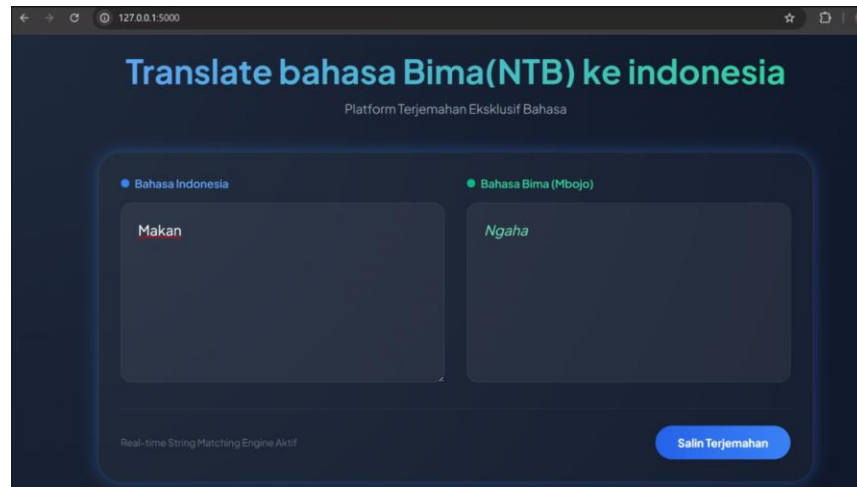 127.0.0.1:5000
Translate bahasa Bima(NTB) ke indonesia
Platform Terjemahan Eksklusif Bahasa
Bahasa Indonesia
Makan
Bahasa Bima (Mbojo)
Ngaha
Real-time String Matching Engine Aktif
Salin Terjemahan